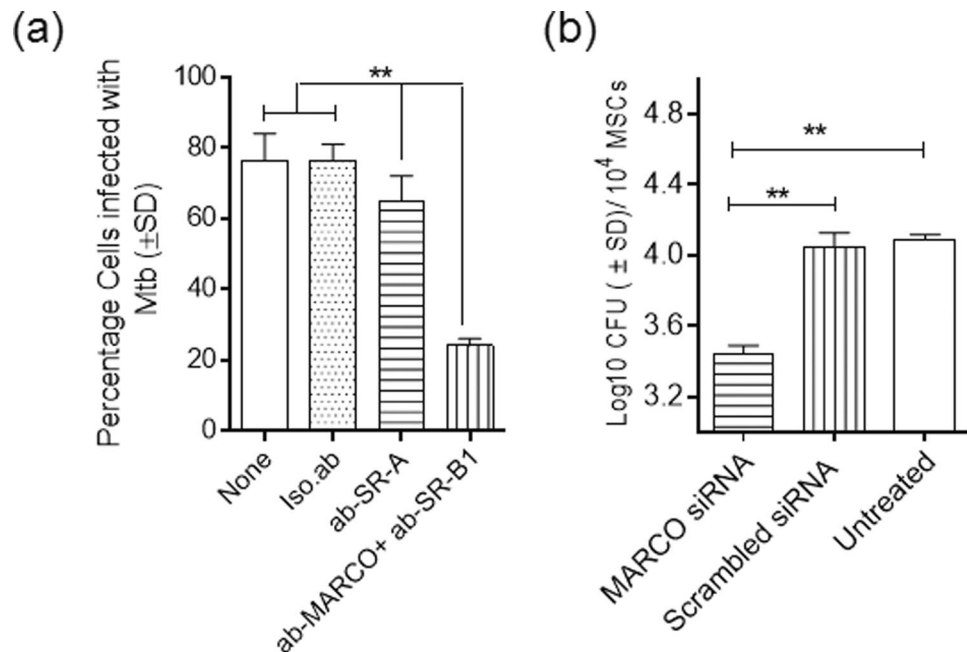 (a)
Percentage Cells infected with
Mtb (±SD)
100
80
60
40
20
0
**
None
Iso.ab
ab-SR-A
ab-MARCO+ ab-SR-B1
(b)
Log10 CFU ( ± SD)/10⁴ MSCs
4.8
4.4
4.0
3.6
3.2
**
**
MARCO siRNA
Scrambled siRNA
Untreated